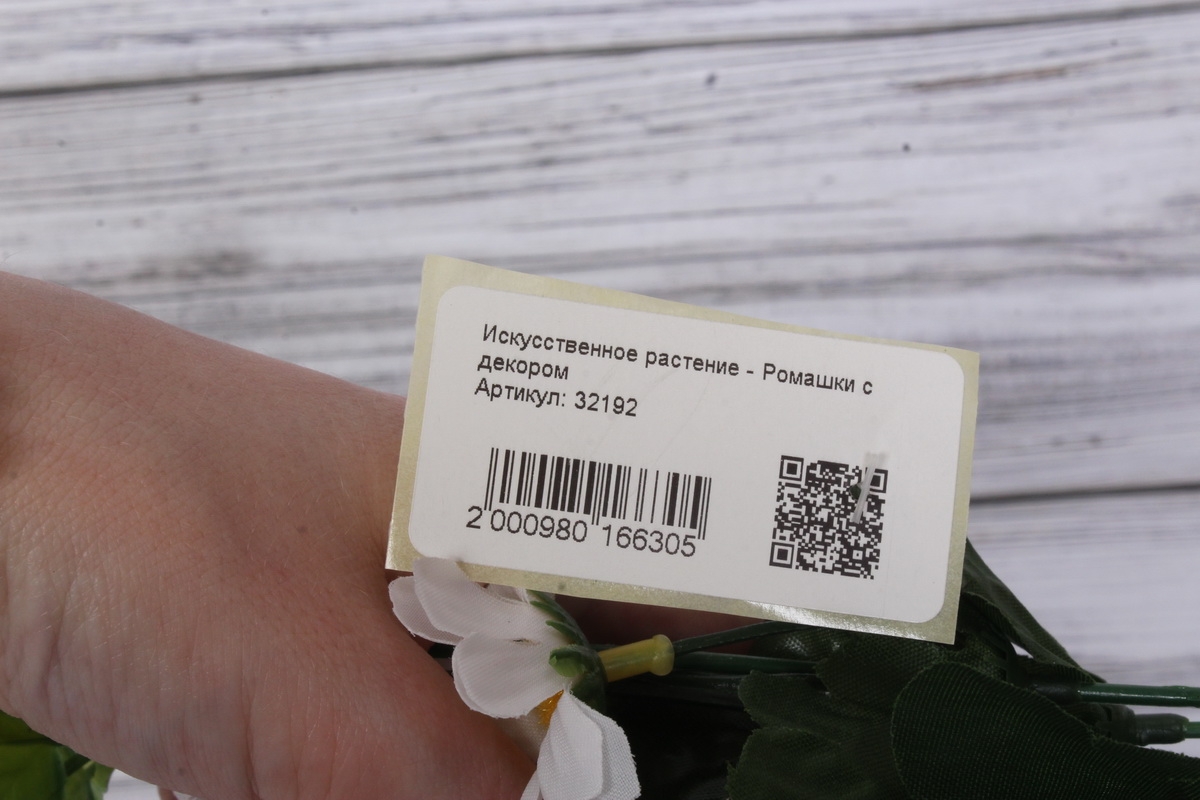 Искусственное растение - Ромашки с
декором
Артикул: 32192
2 000980 166305